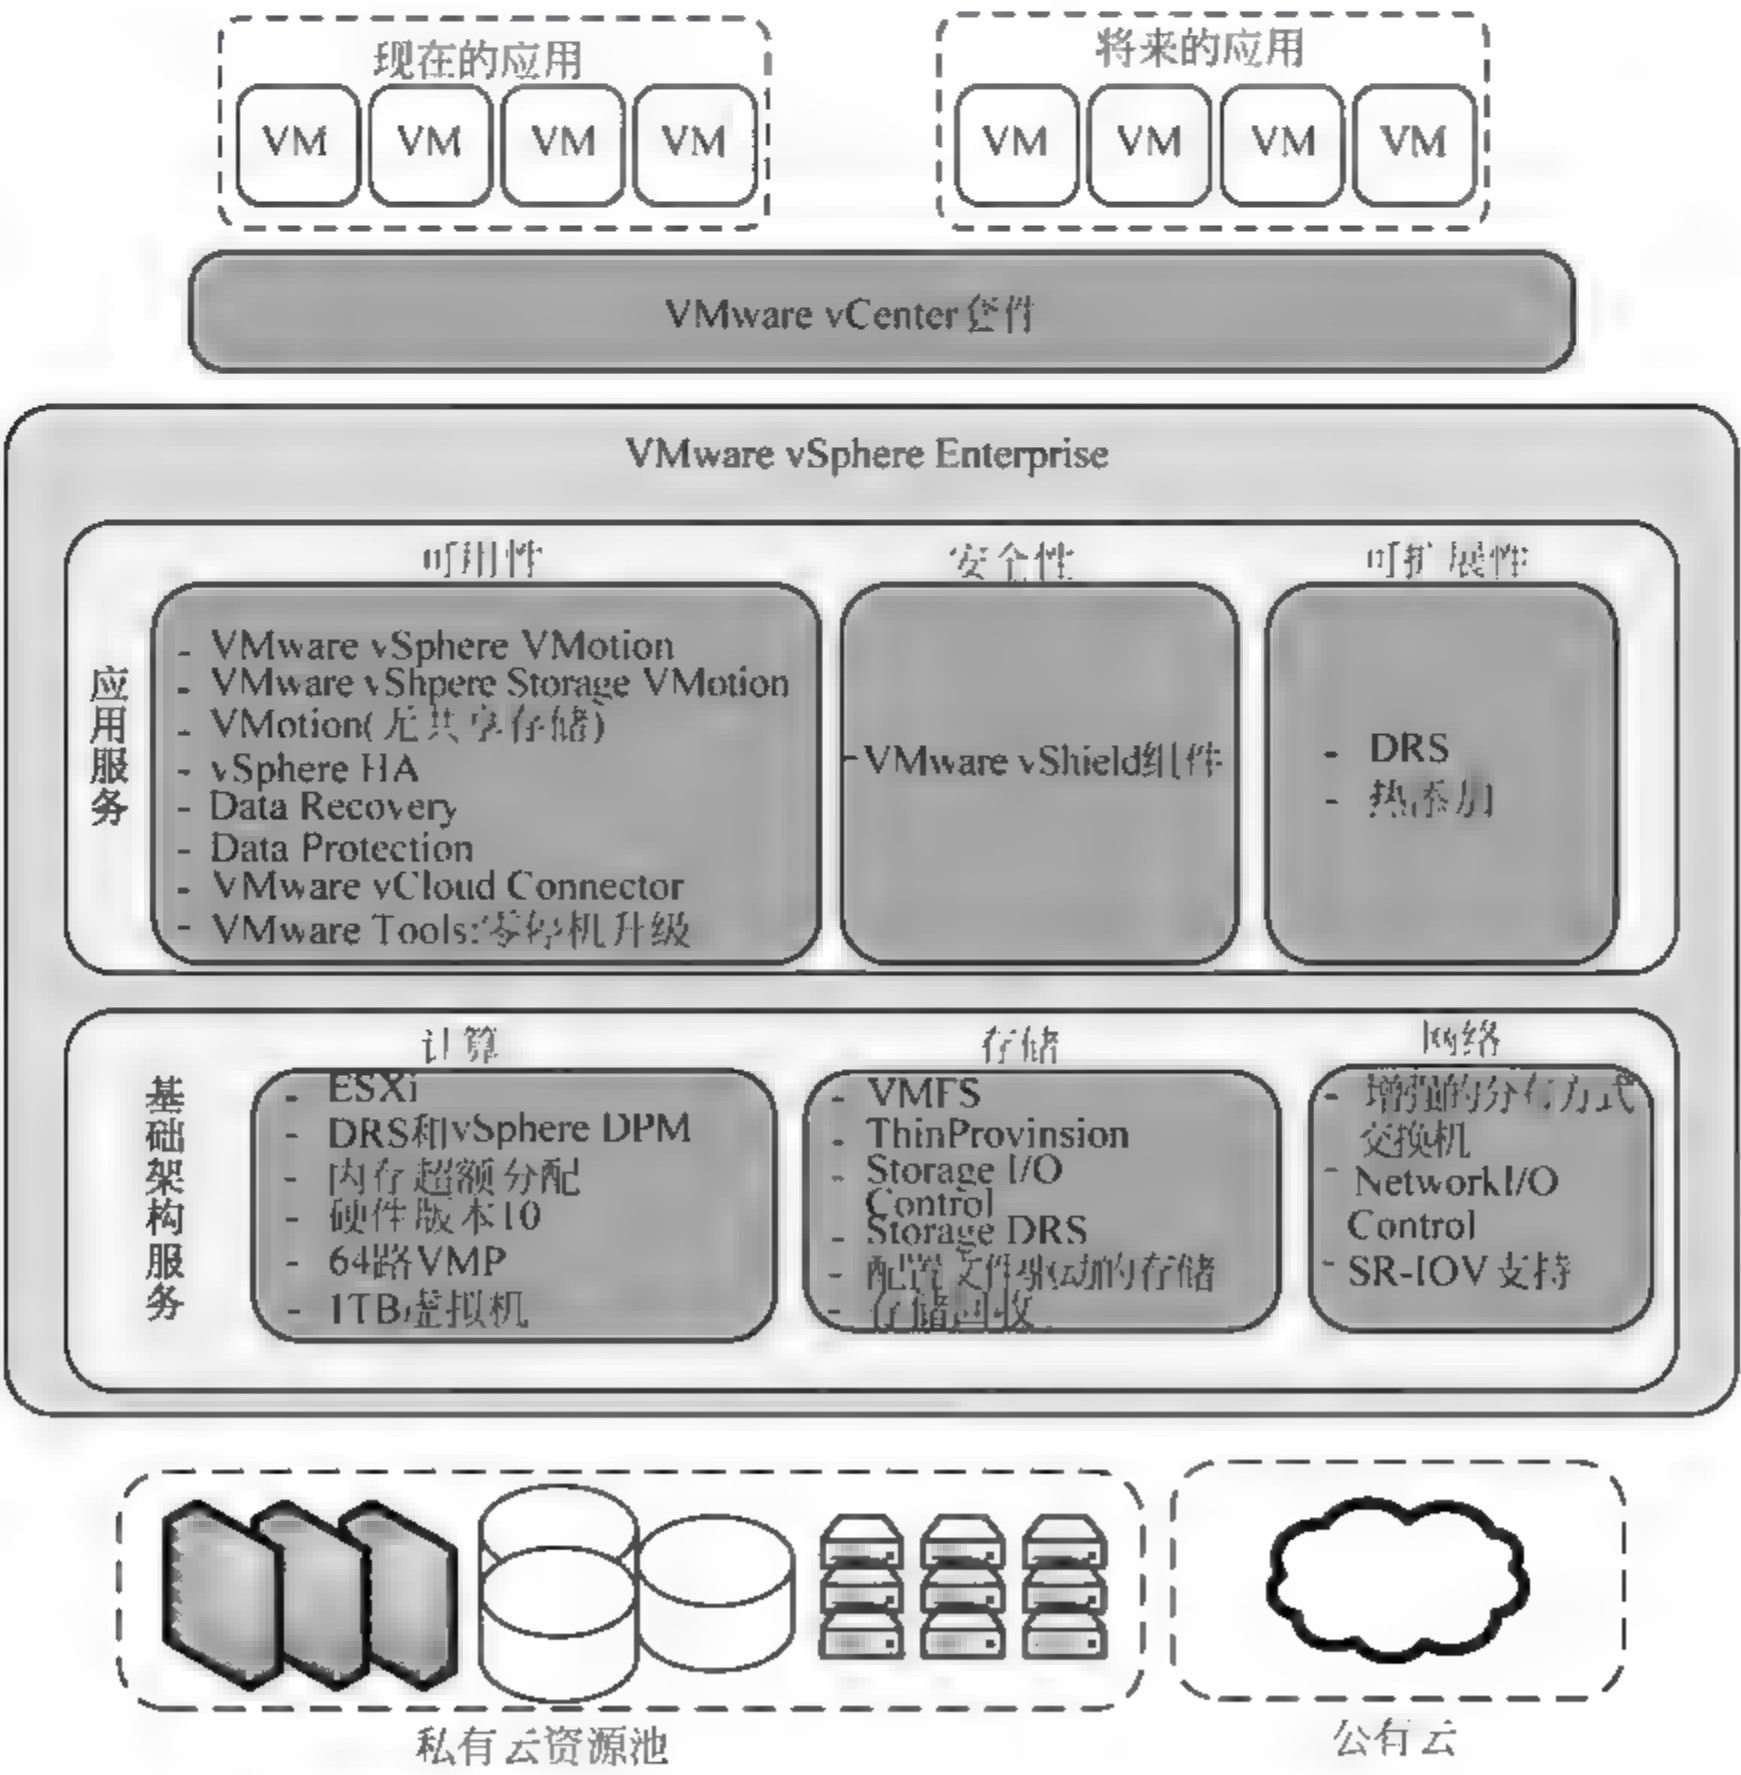 现在的应用
将来的应用
VM VM VM VM
VM VM VM VM
VMware vCenter套件
VMware vSphere Enterprise
应用服务
可用性
- VMware vSphere VMotion
- VMware vShpere Storage VMotion
- VMotion(无共享存储)
- vSphere HA
- Data Recovery
- Data Protection
- VMware vCloud Connector
- VMware Tools:零停机升级
安全性
-VMware vShield组件
可扩展性
- DRS
- 热添加
基础架构服务
计算
- ESXi
- DRS和vSphere DPM
- 内存超额分配
- 硬件版本10
- 64路VMP
- 1TB虚拟机
存储
- VMFS
- ThinProvinsion
- Storage I/O
Control
- Storage DRS
- 配置文件驱动的存储
- 存储回收
网络
- 增强的分布方式
交换机
- NetworkI/O
Control
- SR-IOV支持
私有云资源池
公有云